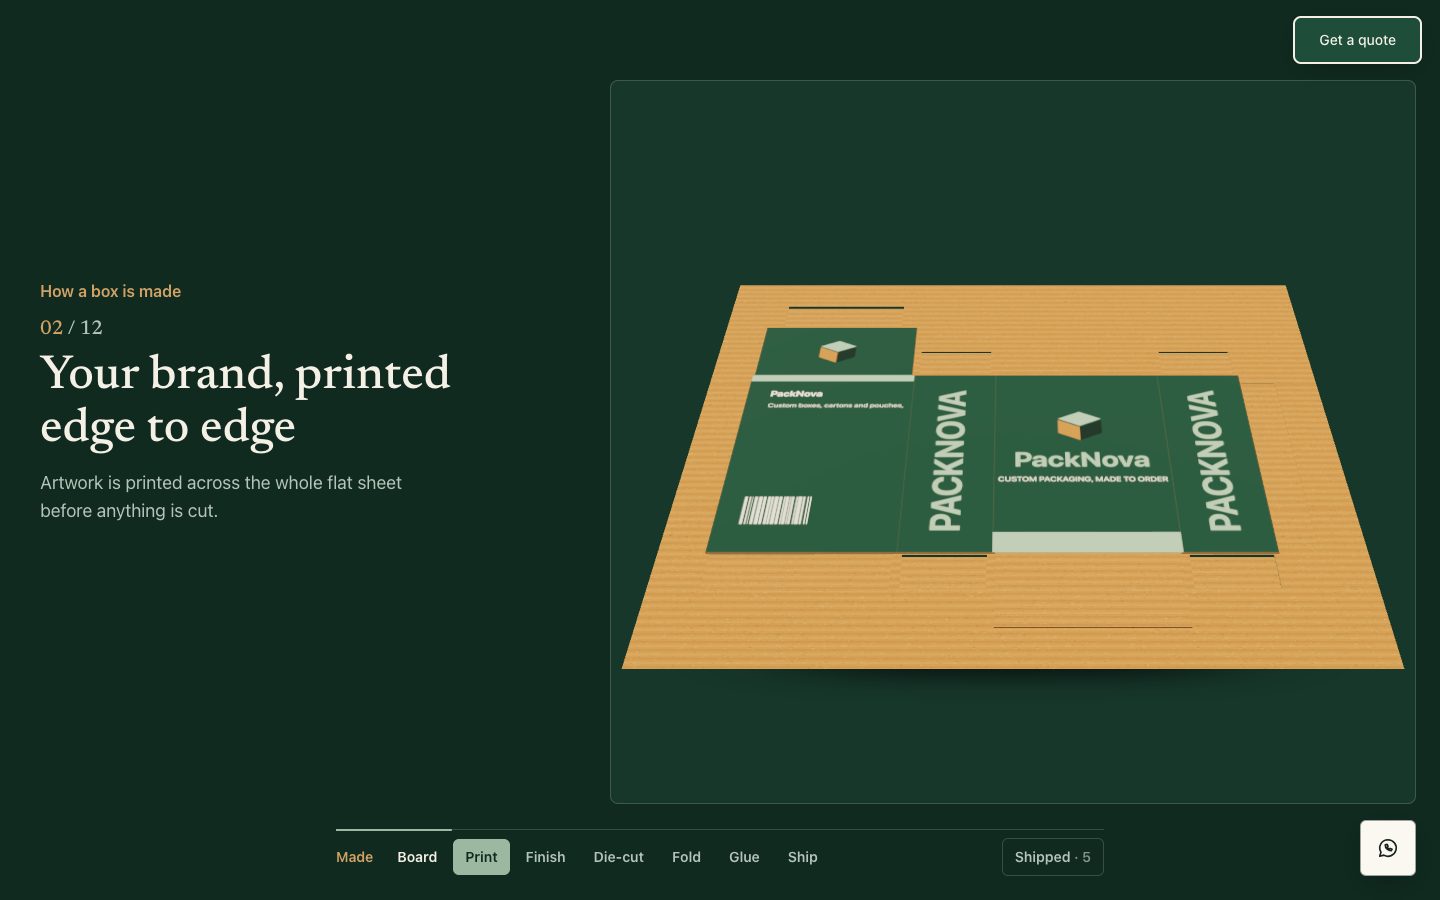 Get a quote
How a box is made
02 / 12
Your brand, printed
edge to edge
Artwork is printed across the whole flat sheet
before anything is cut.
PackNova
Custom boxes, cartons and pouches,
PACKNOVA
PackNova
CUSTOM PACKAGING, MADE TO ORDER
PACKNOVA
Made Board Print Finish Die-cut Fold Glue Ship Shipped · 5